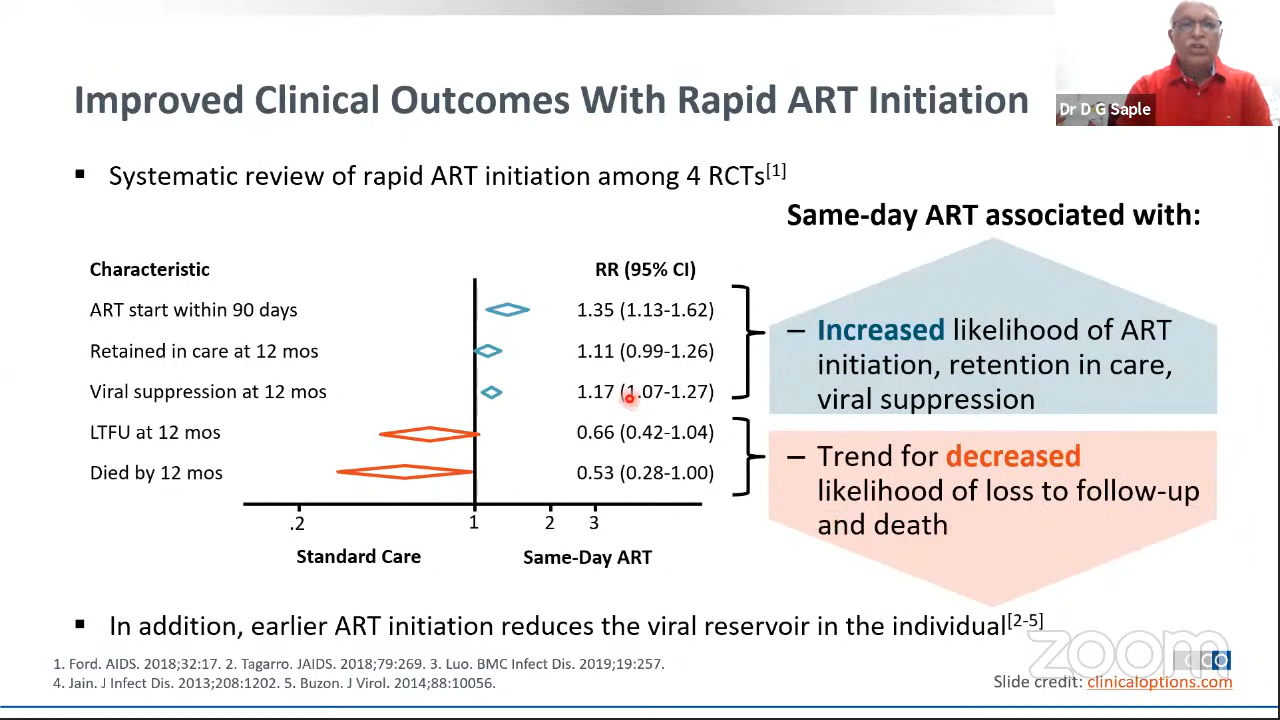 Improved Clinical Outcomes With Rapid ART Initiation
Dr D G Saple
▪ Systematic review of rapid ART initiation among 4 RCTs[1]
Same-day ART associated with:
Characteristic RR (95% CI)
ART start within 90 days 1.35 (1.13-1.62)
Retained in care at 12 mos 1.11 (0.99-1.26)
Viral suppression at 12 mos 1.17 (1.07-1.27)
LTFU at 12 mos 0.66 (0.42-1.04)
Died by 12 mos 0.53 (0.28-1.00)
.2 1 2 3
Standard Care Same-Day ART
– Increased likelihood of ART
initiation, retention in care,
viral suppression
– Trend for decreased
likelihood of loss to follow-up
and death
▪ In addition, earlier ART initiation reduces the viral reservoir in the individual[2-5]
1. Ford. AIDS. 2018;32:17. 2. Tagarro. JAIDS. 2018;79:269. 3. Luo. BMC Infect Dis. 2019;19:257.
4. Jain. J Infect Dis. 2013;208:1202. 5. Buzon. J Virol. 2014;88:10056.
zoom
CCO
Slide credit: clinicaloptions.com